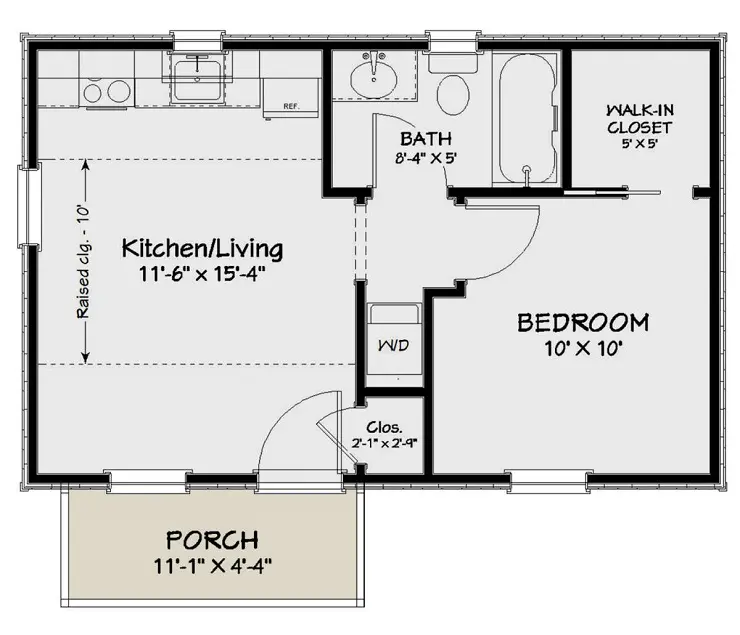 REF.
BATH
8'-4" X 5'
WALK-IN
CLOSET
5' X 5'
Raised clg. - 10'
Kitchen/Living
11'-6" x 15'-4"
W/D
BEDROOM
10' X 10'
Clos.
2'-1" x 2'-9"
PORCH
11'-1" X 4'-4"